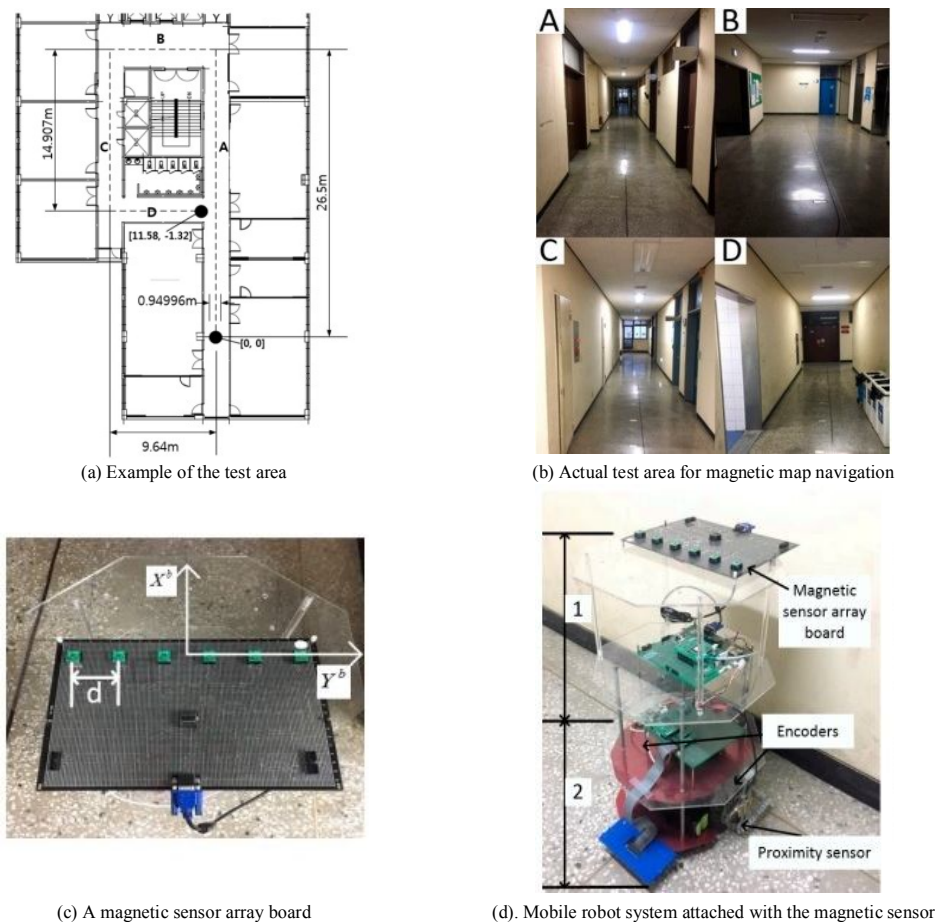 B
14.907m
C
A
26.5m
D
[11.58, -1.32]
0.94996m
[0, 0]
9.64m
(a) Example of the test area
A
B
C
D
(b) Actual test area for magnetic map navigation
X^b
Y^b
d
(c) A magnetic sensor array board
1
Magnetic
sensor array
board
Encoders
2
Proximity sensor
(d). Mobile robot system attached with the magnetic sensor